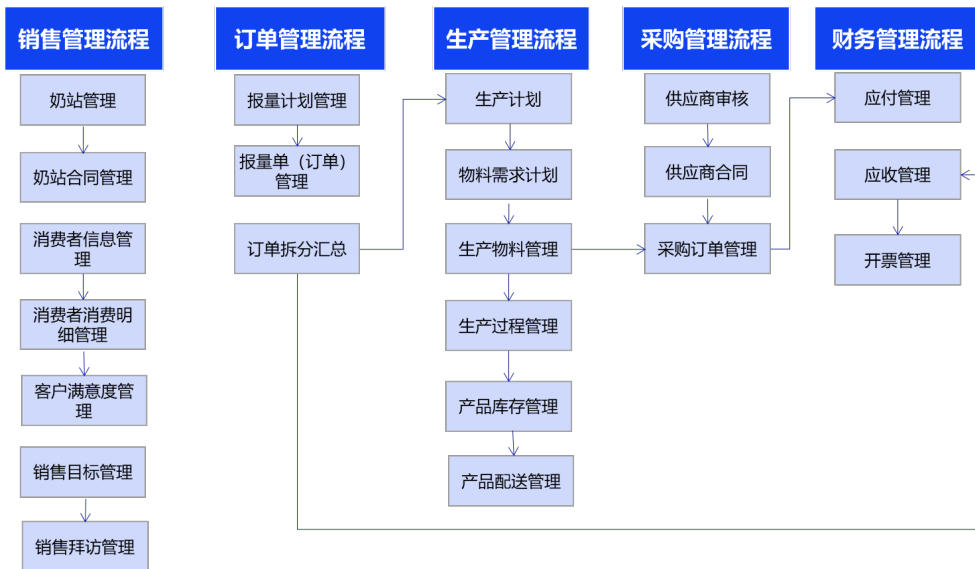 销售管理流程
订单管理流程
生产管理流程
采购管理流程
财务管理流程
奶站管理
奶站合同管理
消费者信息管
理
消费者消费明
细管理
客户满意度管
理
销售目标管理
销售拜访管理
报量计划管理
报量单（订单）
管理
订单拆分汇总
生产计划
物料需求计划
生产物料管理
生产过程管理
产品库存管理
产品配送管理
供应商审核
供应商合同
采购订单管理
应付管理
应收管理
开票管理